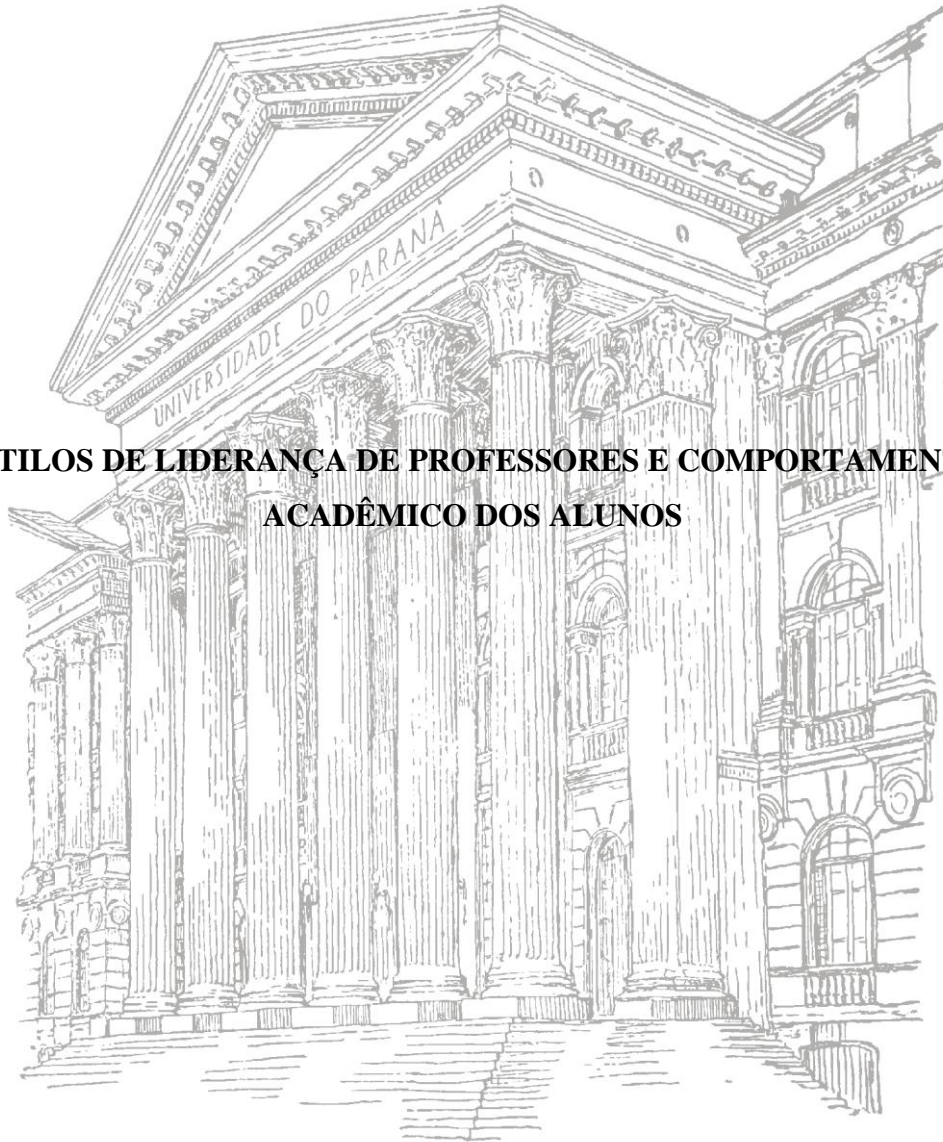 UNIVERSIDADE DO PARANÁ
TILOS DE LIDERANÇA DE PROFESSORES E COMPORTAMEN
ACADÊMICO DOS ALUNOS